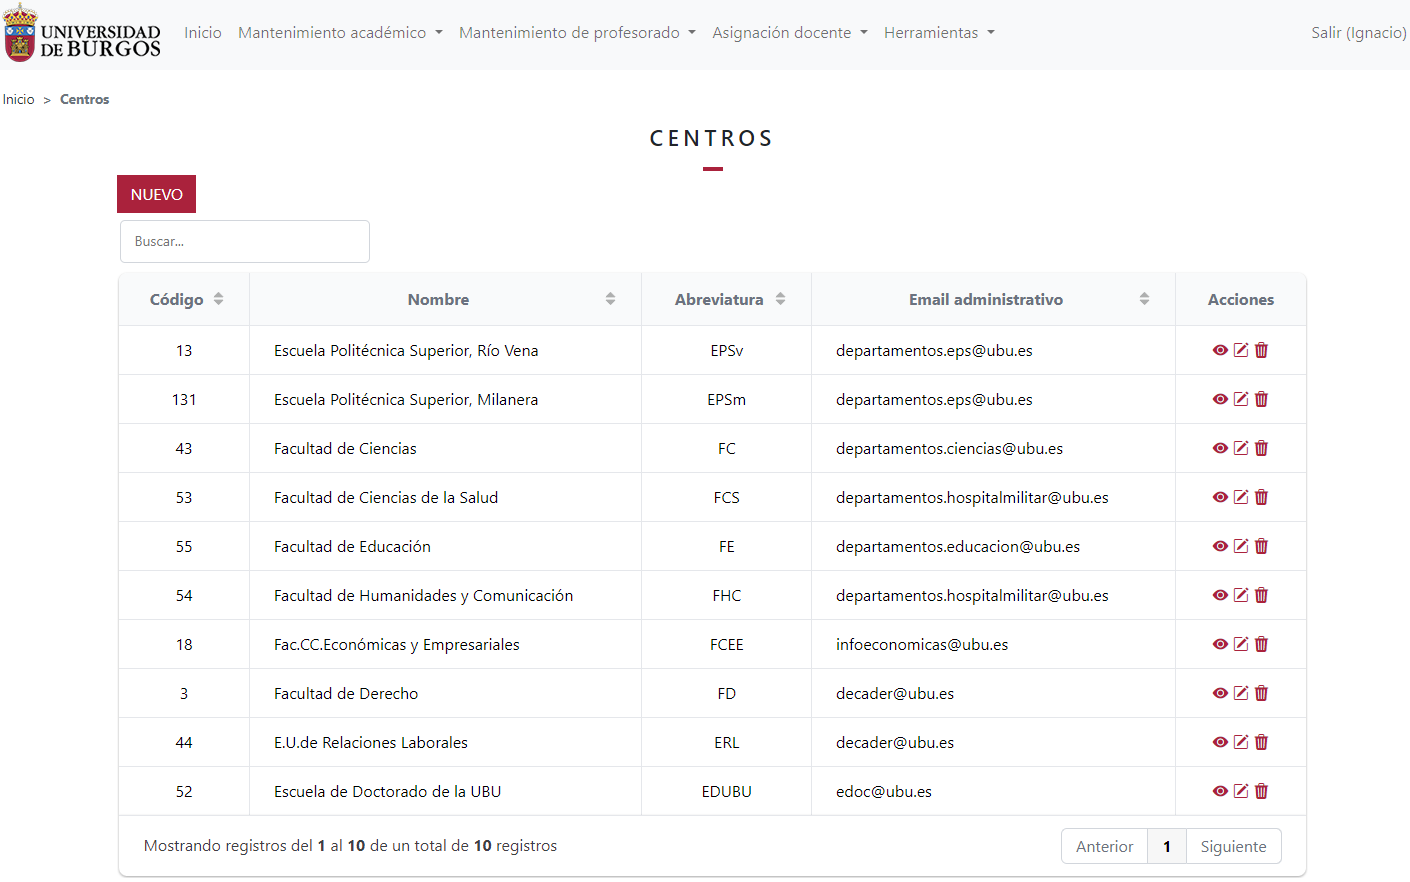 UNIVERSIDAD
DE BURGOS
Inicio Mantenimiento académico Mantenimiento de profesorado Asignación docente Herramientas Salir (Ignacio)
Inicio > Centros
CENTROS
NUEVO
Buscar...
Código Nombre Abreviatura Email administrativo Acciones
13 Escuela Politécnica Superior, Río Vena EPSv departamentos.eps@ubu.es
131 Escuela Politécnica Superior, Milanera EPSm departamentos.eps@ubu.es
43 Facultad de Ciencias FC departamentos.ciencias@ubu.es
53 Facultad de Ciencias de la Salud FCS departamentos.hospitalmilitar@ubu.es
55 Facultad de Educación FE departamentos.educacion@ubu.es
54 Facultad de Humanidades y Comunicación FHC departamentos.hospitalmilitar@ubu.es
18 Fac.CC.Económicas y Empresariales FCEE infoeconomicas@ubu.es
3 Facultad de Derecho FD decader@ubu.es
44 E.U.de Relaciones Laborales ERL decader@ubu.es
52 Escuela de Doctorado de la UBU EDUBU edoc@ubu.es
Mostrando registros del 1 al 10 de un total de 10 registros Anterior 1 Siguiente